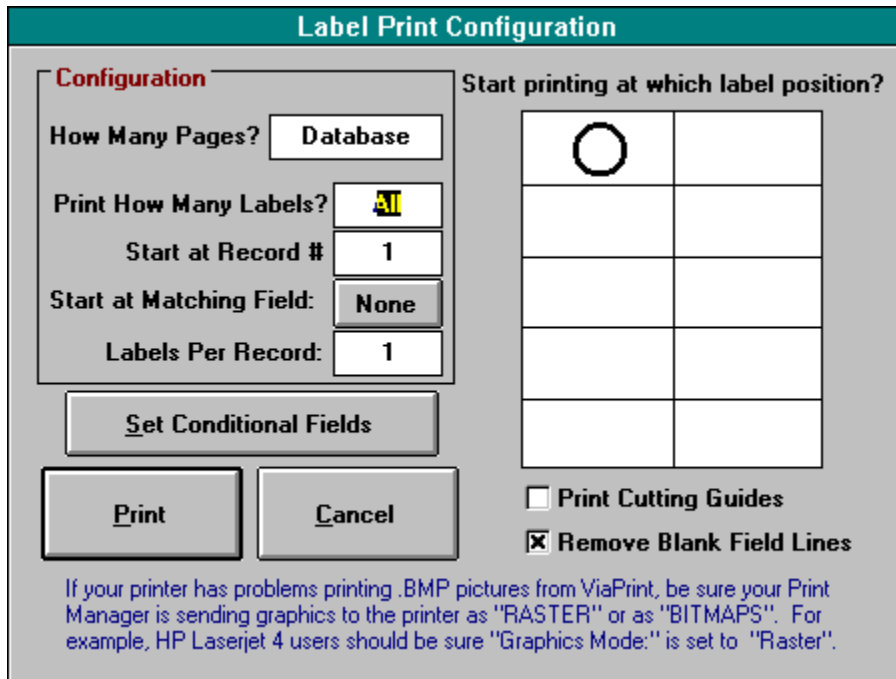 Label Print Configuration
Configuration
How Many Pages? Database
Print How Many Labels? All
Start at Record # 1
Start at Matching Field: None
Labels Per Record: 1
Set Conditional Fields
Print Cancel
Start printing at which label position?
Print Cutting Guides
Remove Blank Field Lines
If your printer has problems printing .BMP pictures from ViaPrint, be sure your Print
Manager is sending graphics to the printer as "RASTER" or as "BITMAPS".  For
example, HP Laserjet 4 users should be sure "Graphics Mode:" is set to  "Raster".